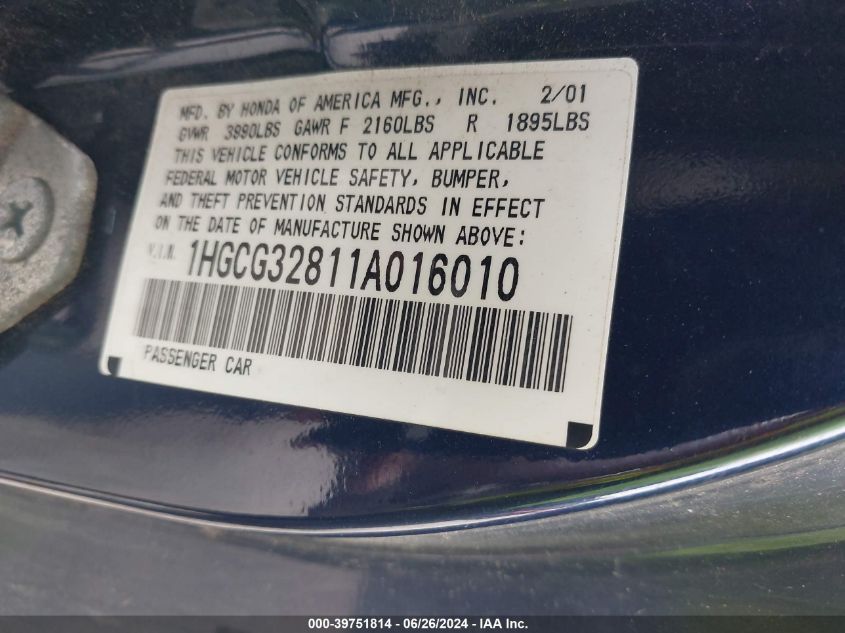 MFD. BY HONDA OF AMERICA MFG., INC. 2/01
GVWR 3890LBS GAWR F 2160LBS R 1895LBS
THIS VEHICLE CONFORMS TO ALL APPLICABLE
FEDERAL MOTOR VEHICLE SAFETY, BUMPER,
AND THEFT PREVENTION STANDARDS IN EFFECT
ON THE DATE OF MANUFACTURE SHOWN ABOVE:
V.I.N. 1HGCG32811A016010
PASSENGER CAR
000-39751814 - 06/26/2024 - IAA Inc.